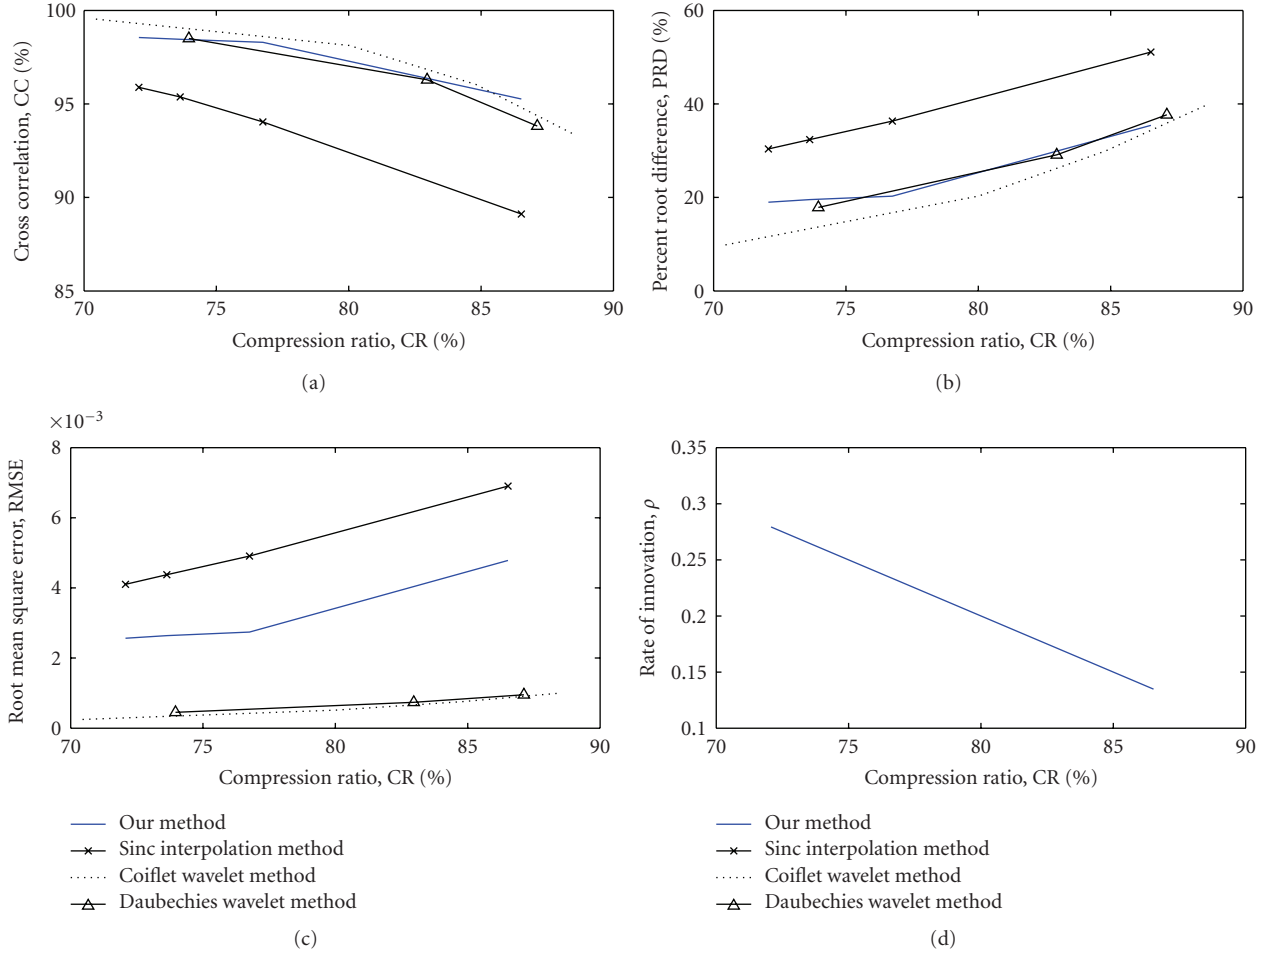 100
95
90
85
70
75
80
85
90
Cross correlation, CC (%)
Compression ratio, CR (%)
(a)
60
40
20
0
70
75
80
85
90
Percent root difference, PRD (%)
Compression ratio, CR (%)
(b)
×10−3
8
6
4
2
0
70
75
80
85
90
Root mean square error, RMSE
Compression ratio, CR (%)
Our method
Sinc interpolation method
Coiflet wavelet method
Daubechies wavelet method
(c)
0.35
0.3
0.25
0.2
0.15
0.1
70
75
80
85
90
Rate of innovation, ρ
Compression ratio, CR (%)
Our method
Sinc interpolation method
Coiflet wavelet method
Daubechies wavelet method
(d)